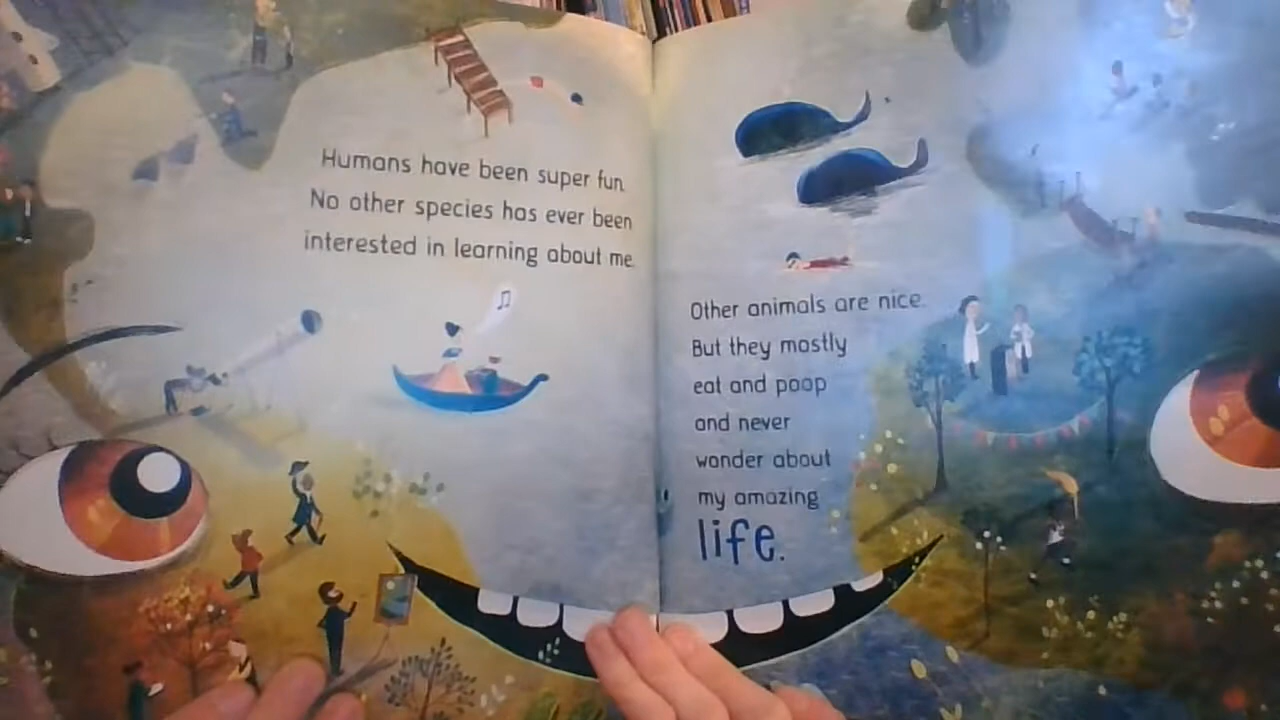 Humans have been super fun.
No other species has ever been
interested in learning about me.
Other animals are nice.
But they mostly
eat and poop
and never
wonder about
my amazing
life.